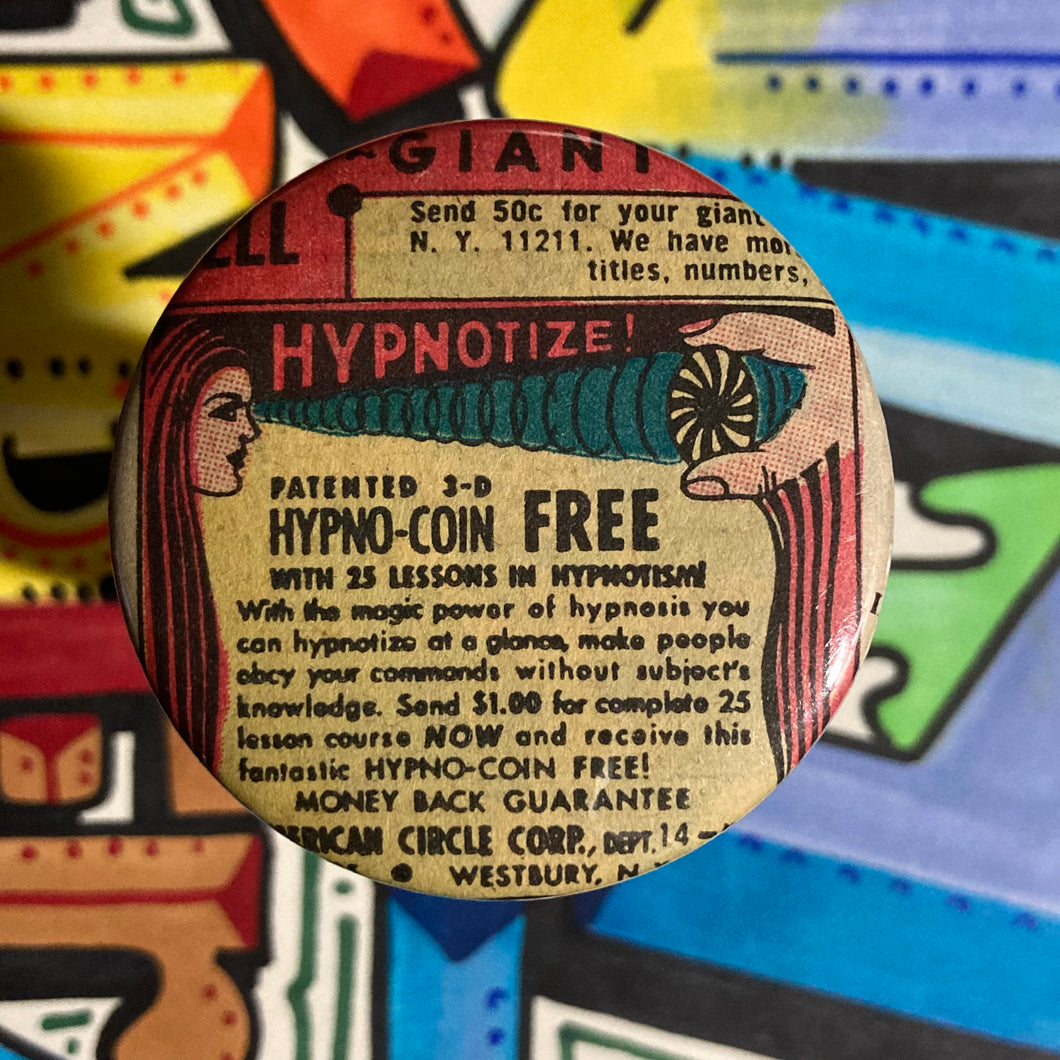 GIANT
Send 50c for your giant
N. Y. 11211. We have
titles, numbers,
HYPNOTIZE!
PATENTED 3-D
HYPNO-COIN FREE
WITH 25 LESSONS IN HYPNOTISM!
With the magic power of hypnosis you
can hypnotize at a glance, make people
obey your commands without subject's
knowledge. Send $1.00 for complete 25
lesson course NOW and receive this
fantastic HYPNO-COIN FREE!
MONEY BACK GUARANTEE
ERICAN CIRCLE CORP., DEPT. 14-
WESTBURY, N.